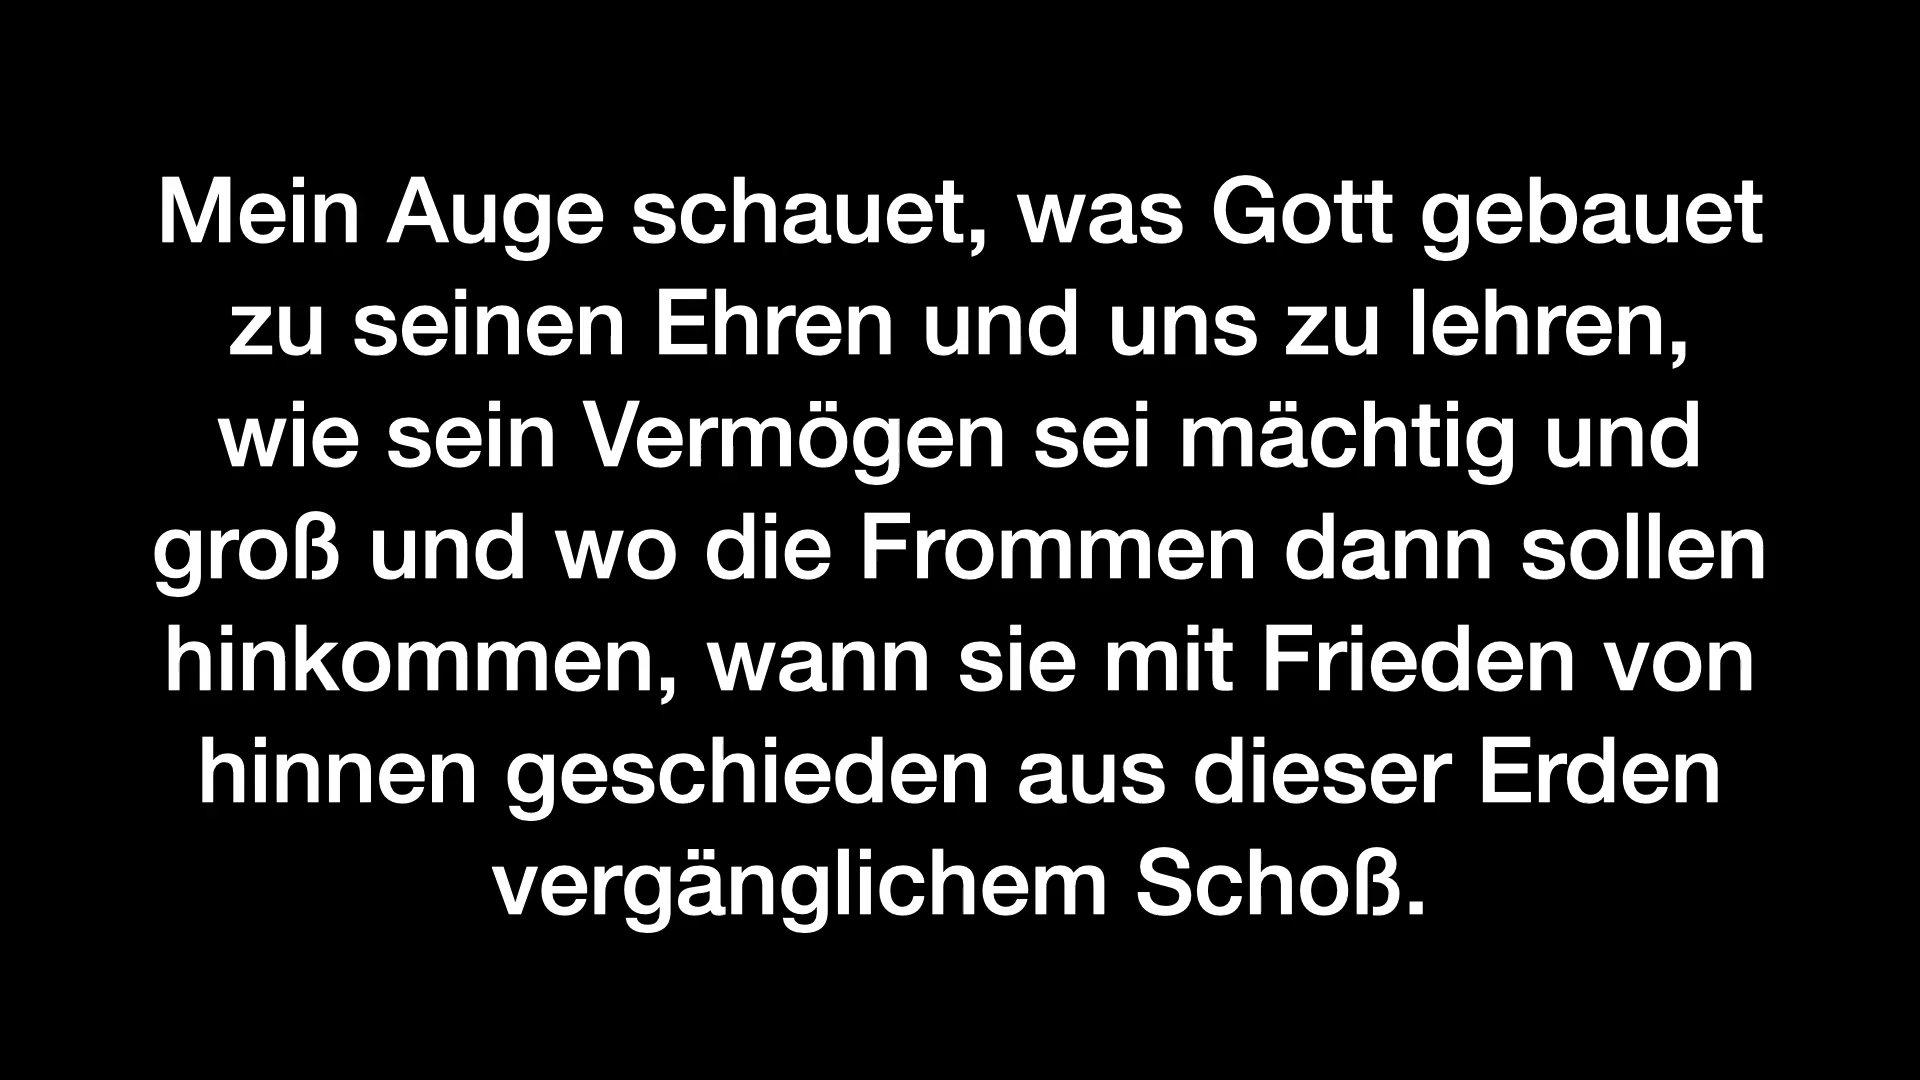 Mein Auge schauet, was Gott gebauet
zu seinen Ehren und uns zu lehren,
wie sein Vermögen sei mächtig und
groß und wo die Frommen dann sollen
hinkommen, wann sie mit Frieden von
hinnen geschieden aus dieser Erden
vergänglichem Schoß.